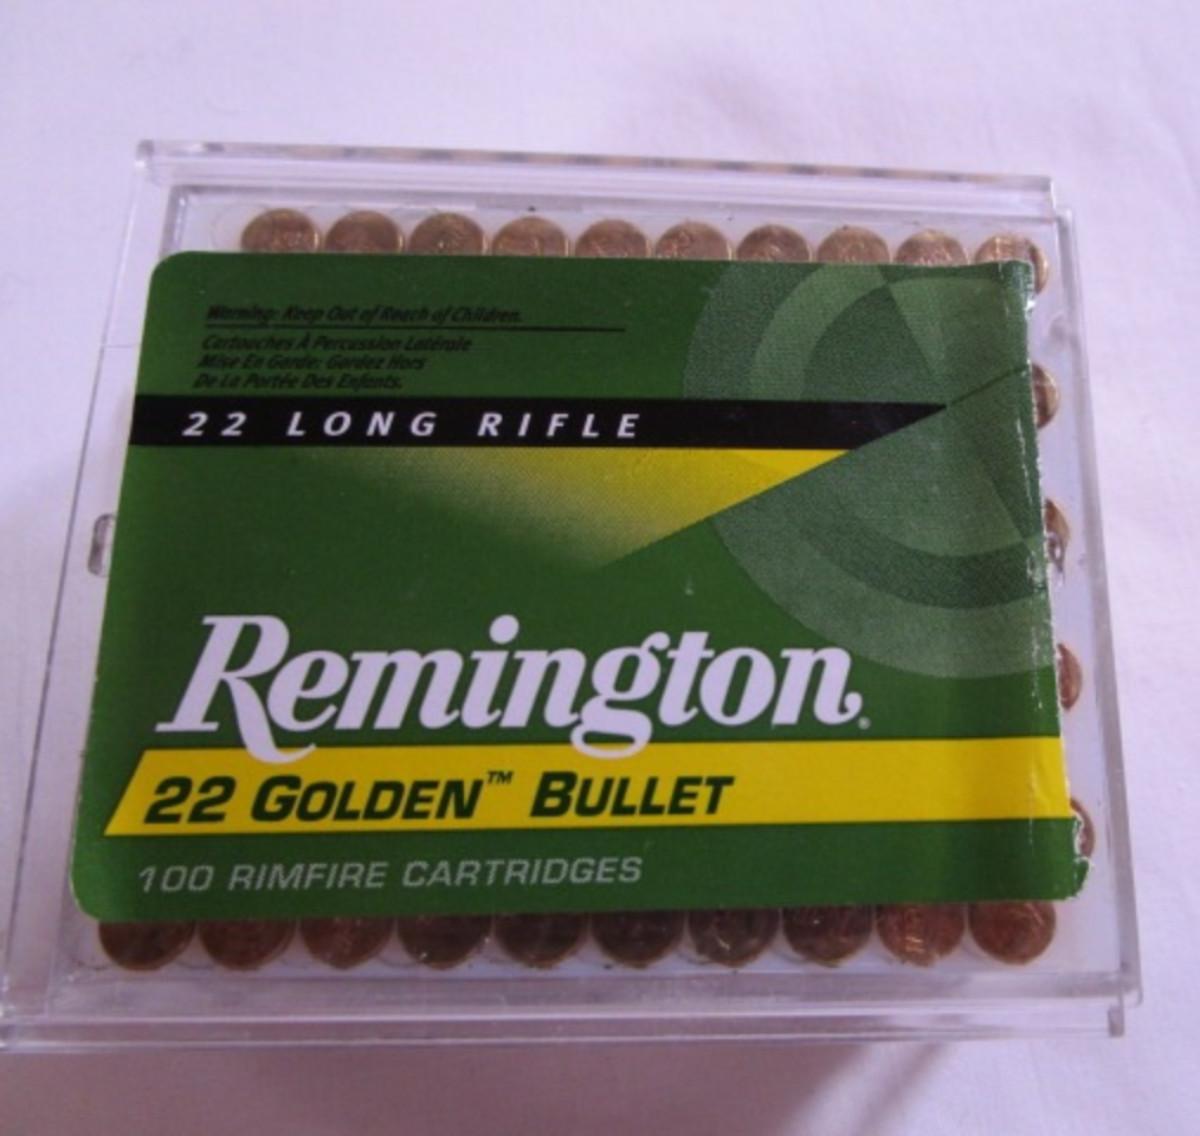 Warning: Keep Out of Reach of Children.
Cartouches À Percussion Latérale
Mise En Garde: Gardez Hors
De La Portée Des Enfants.
22 LONG RIFLE
Remington®
22 GOLDEN™ BULLET
100 RIMFIRE CARTRIDGES